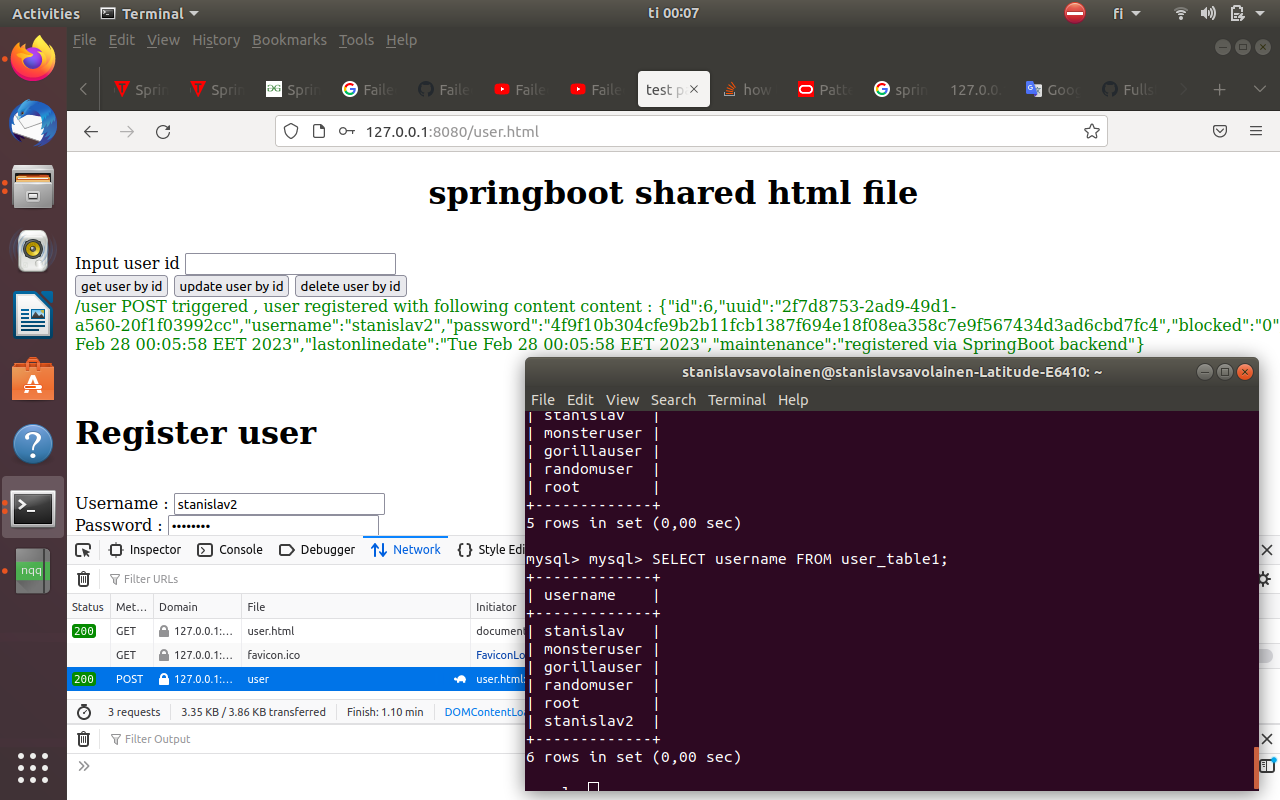 Activities Terminal ti 00:07 fi
File Edit View History Bookmarks Tools Help
Sprin Sprin Sprin Faile Faile Faile Faile test p how Patt sprin 127.0.0. Goog Fulls
127.0.0.1:8080/user.html
springboot shared html file
Input user id
get user by id update user by id delete user by id
/user POST triggered , user registered with following content content : {"id":6,"uuid":"2f7d8753-2ad9-49d1-
a560-20f1f03992cc","username":"stanislav2","password":"4f9f10b304cfe9b2b11fcb1387f694e18f08ea358c7e9f567434d3ad6cbd7fc4","blocked":"0"
Feb 28 00:05:58 EET 2023","lastonlinedate":"Tue Feb 28 00:05:58 EET 2023","maintenance":"registered via SpringBoot backend"}
Register user
Username : stanislav2
Password : ••••••••
Inspector Console Debugger Network Style Edi
Filter URLs
Status Met... Domain File Initiator
200 GET 127.0.0.1:... user.html documen
GET 127.0.0.1:... favicon.ico FaviconLo
200 POST 127.0.0.1:... user user.html:
3 requests 3.35 KB / 3.86 KB transferred Finish: 1.10 min DOMContentLoa
Filter Output
stanislavsavolainen@stanislavsavolainen-Latitude-E6410: ~
File Edit View Search Terminal Help
| stanislav |
| monsteruser |
| gorillauser |
| randomuser |
| root |
+-------------+
5 rows in set (0,00 sec)
mysql> mysql> SELECT username FROM user_table1;
+-------------+
| username |
+-------------+
| stanislav |
| monsteruser |
| gorillauser |
| randomuser |
| root |
| stanislav2 |
+-------------+
6 rows in set (0,00 sec)
nqq